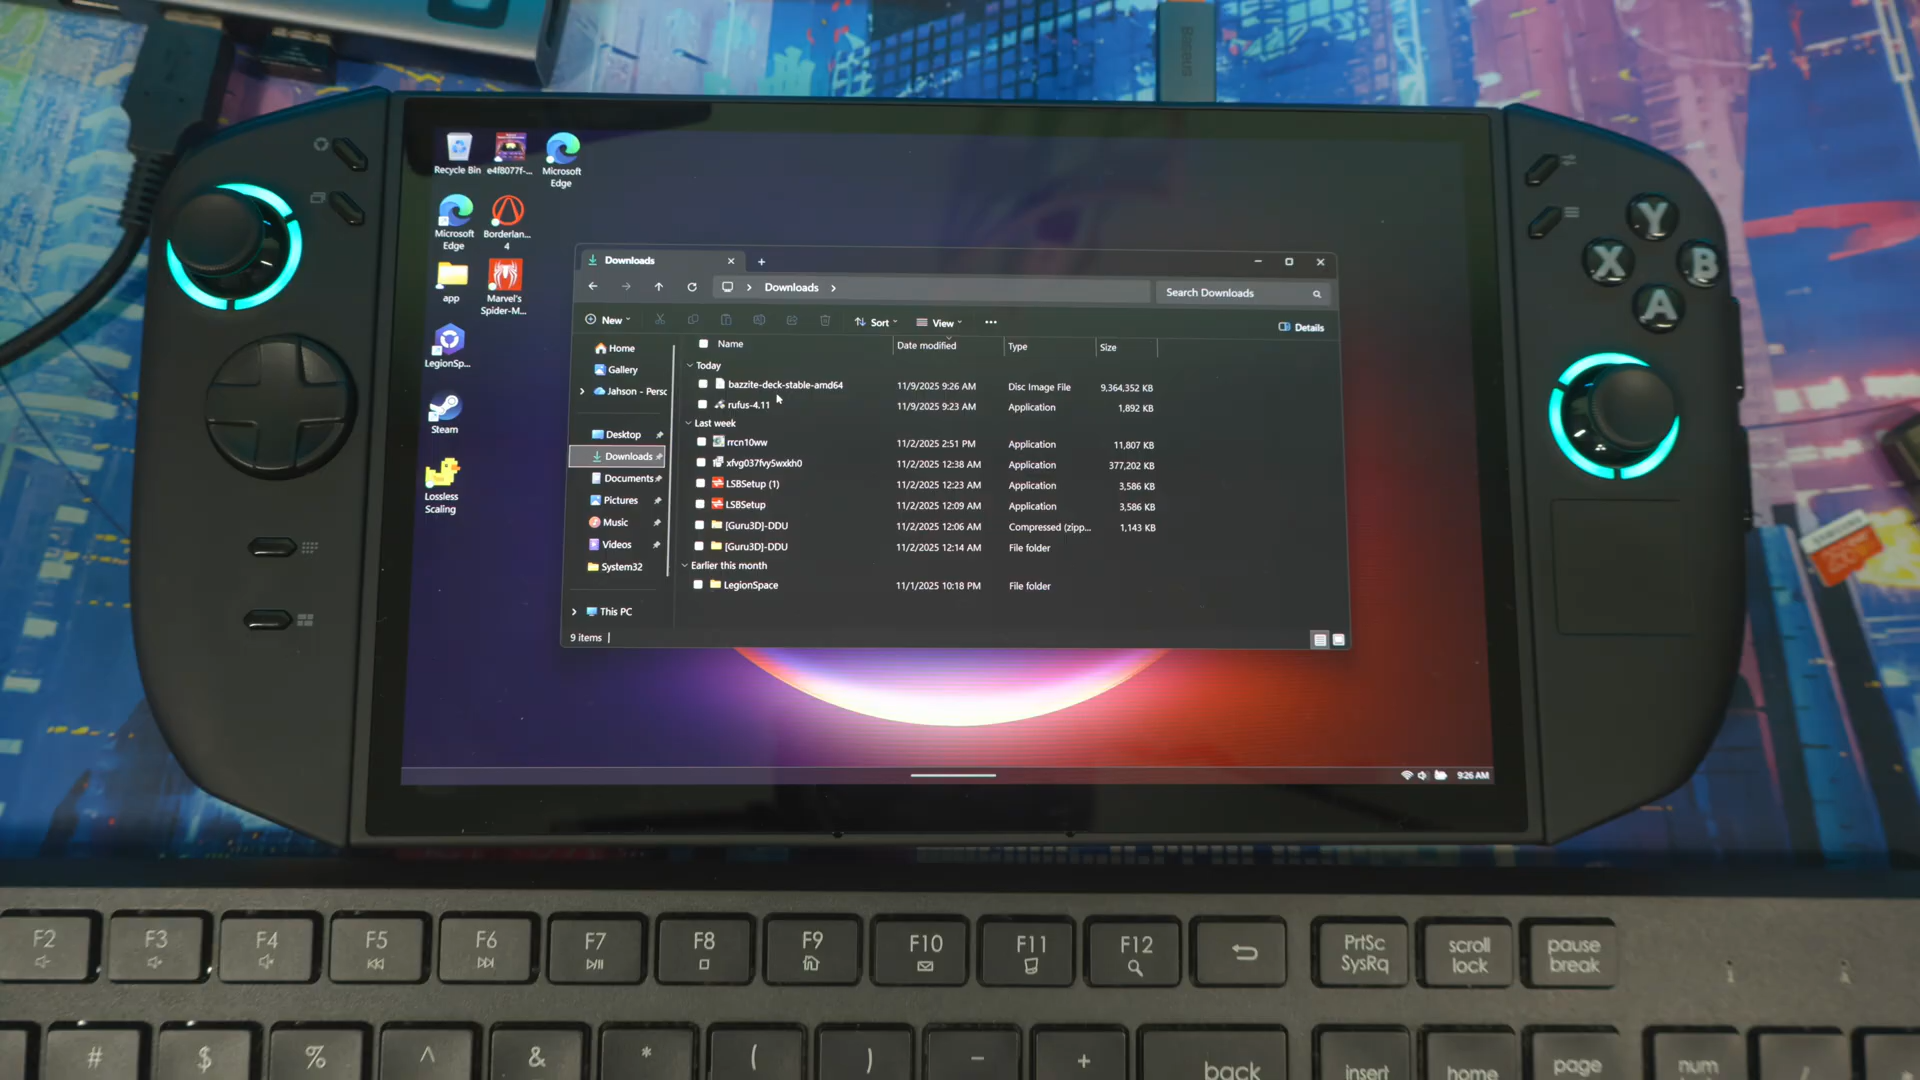 Baseus
Recycle Bin
e4f8077f-...
Microsoft
Edge
Microsoft
Edge
Borderlan...
4
app
Marvel's
Spider-M...
LegionSp...
Steam
Lossless
Scaling
Downloads
Downloads
Search Downloads
New
Sort
View
Details
Home
Gallery
Jahson - Persc
Desktop
Downloads
Documents
Pictures
Music
Videos
System32
This PC
Name Date modified Type Size
Today
bazzite-deck-stable-amd64 11/9/2025 9:26 AM Disc Image File 9,364,352 KB
rufus-4.11 11/9/2025 9:23 AM Application 1,892 KB
Last week
rrcn10ww 11/2/2025 2:51 PM Application 11,807 KB
xfvg037fvy5wxkh0 11/2/2025 12:38 AM Application 377,202 KB
LSBSetup (1) 11/2/2025 12:23 AM Application 3,586 KB
LSBSetup 11/2/2025 12:09 AM Application 3,586 KB
[Guru3D]-DDU 11/2/2025 12:06 AM Compressed (zipp... 1,143 KB
[Guru3D]-DDU 11/2/2025 12:14 AM File folder
Earlier this month
LegionSpace 11/1/2025 10:18 PM File folder
9 items
9:26 AM
Y
X B
A
F2 F3 F4 F5 F6 F7 F8 F9 F10 F11 F12 PrtSc
SysRq scroll
lock pause
break
# $ % ^ & * ( ) - + back insert home page num /